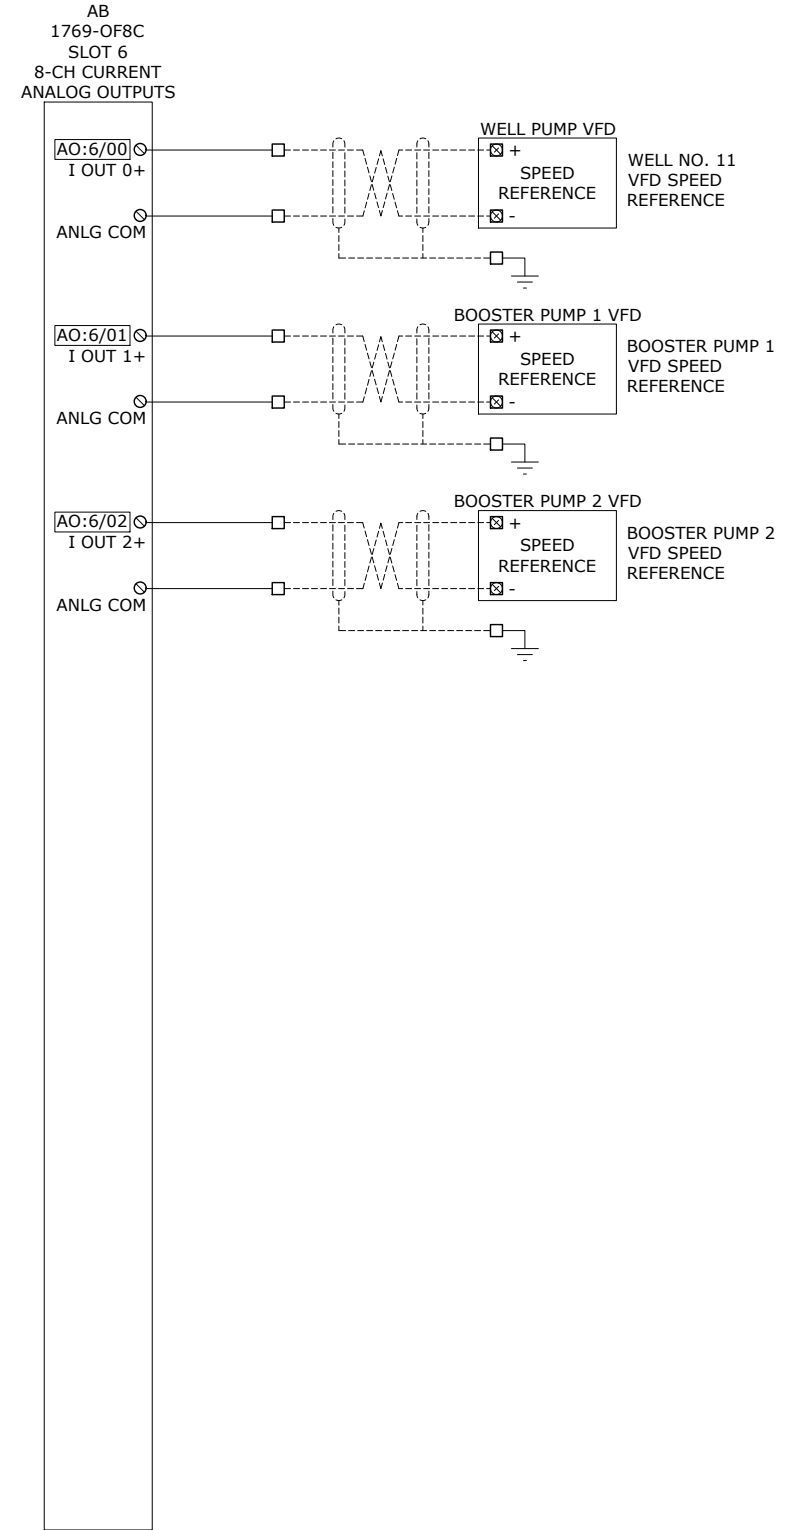 AB
1769-OF8C
SLOT 6
8-CH CURRENT
ANALOG OUTPUTS
AO:6/00
I OUT 0+
ANLG COM
WELL PUMP VFD
+
SPEED
REFERENCE
-
WELL NO. 11
VFD SPEED
REFERENCE
AO:6/01
I OUT 1+
ANLG COM
BOOSTER PUMP 1 VFD
+
SPEED
REFERENCE
-
BOOSTER PUMP 1
VFD SPEED
REFERENCE
AO:6/02
I OUT 2+
ANLG COM
BOOSTER PUMP 2 VFD
+
SPEED
REFERENCE
-
BOOSTER PUMP 2
VFD SPEED
REFERENCE